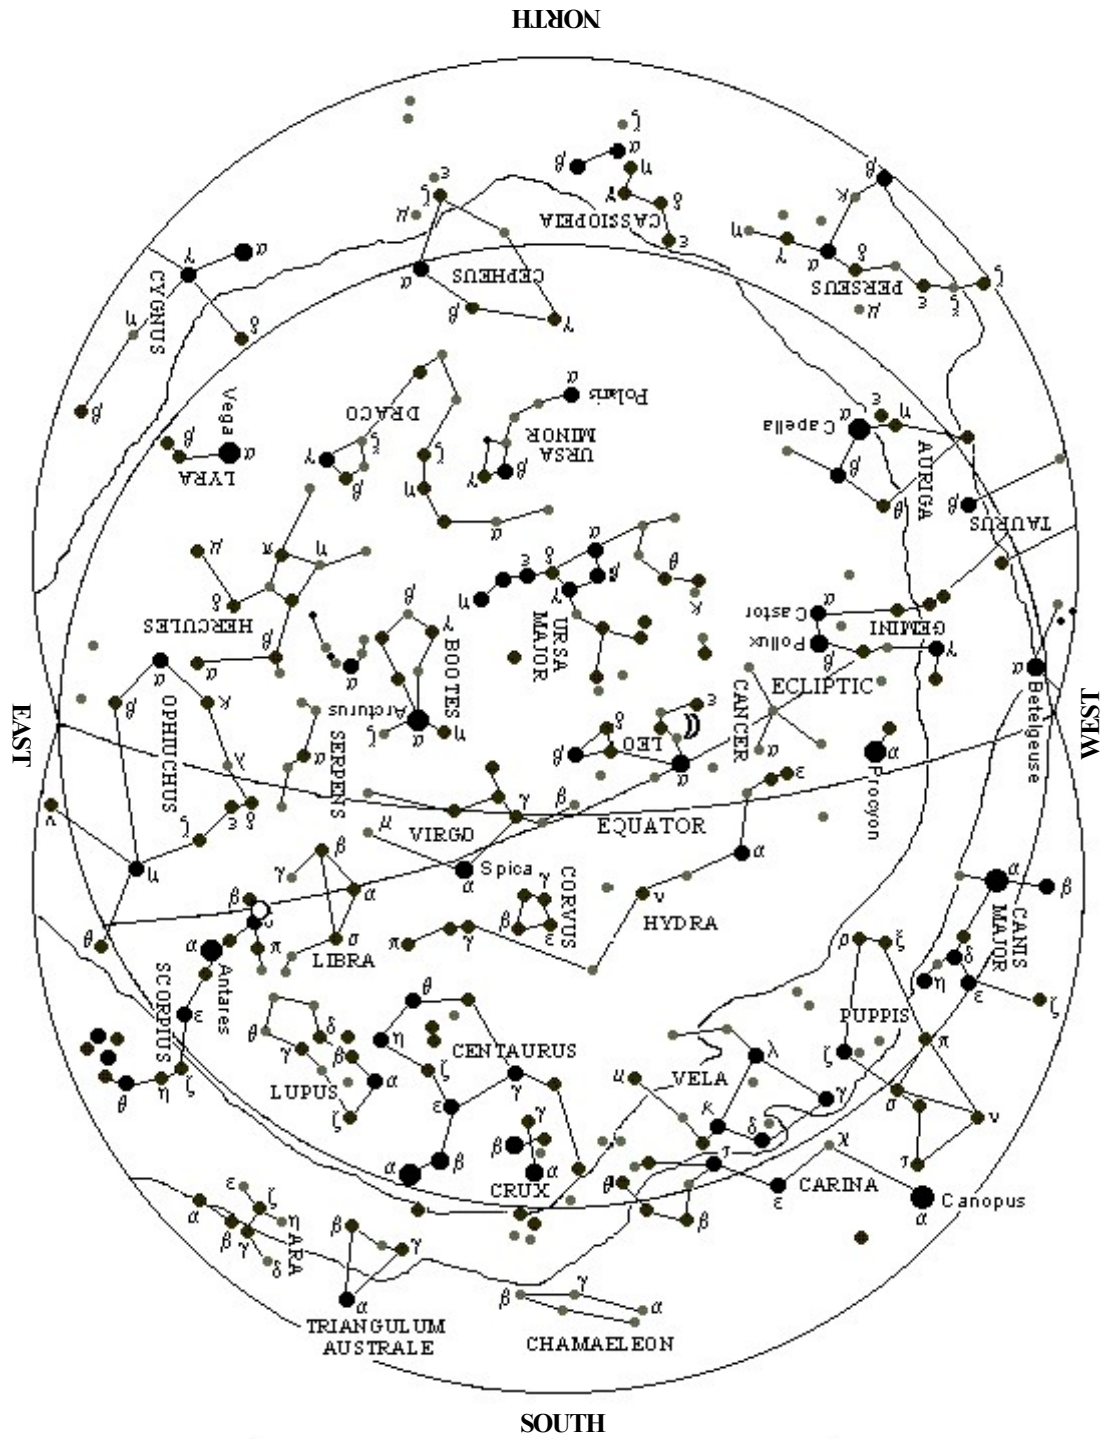 NORTH
ζ
α
β
η
γ
δ
CASSIOPEIA
ε
ε
ζ
μ
CEPHEUS
α
β
γ
β
κ
η
γ
α
δ
PERSEUS
ε
ξ
ζ
μ
α
γ
CYGNUS
η
δ
β
Vega
α
β
LYRA
DRACO
ξ
γ
β
ζ
η
α
α
Polaris
URSA
MINOR
γ
β
ε
η
α
Capella
β
θ
AURIGA
β
TAURUS
μ
π
η
δ
HERCULES
β
α
β
γ
BOOTES
Arcturus
α
ζ
η
α
α
β
δ
ε
γ
η
URSA
MAJOR
θ
κ
α
Castor
Pollux
β
GEMINI
γ
ECLIPTIC
CANCER
α
α
Betelgeuse
EAST
WEST
α
β
κ
OPHIUCHUS
λ
ε
δ
ζ
ν
η
θ
SERPENS
α
μ
δ
β
LEO
ε
α
α
Procyon
VIRGO
γ
β
EQUATOR
Spica
α
ε
α
HYDRA
ν
CORVUS
γ
β
ε
γ
π
β
γ
α
σ
LIBRA
β
δ
π
α
Antares
SCORPIUS
ε
ζ
η
θ
α
β
CANIS
MAJOR
δ
η
ε
ζ
ρ
ξ
PUPPIS
ζ
π
σ
ν
τ
θ
δ
γ
β
α
LUPUS
ζ
θ
η
CENTAURUS
ζ
γ
ε
α
β
γ
β
α
CRUX
μ
VELA
λ
κ
γ
δ
χ
ε
CARINA
θ
β
Canopus
α
ε
ζ
α
η
β
γ
δ
ARA
β
γ
α
TRIANGULUM
AUSTRALE
β
γ
α
CHAMAELEON
SOUTH